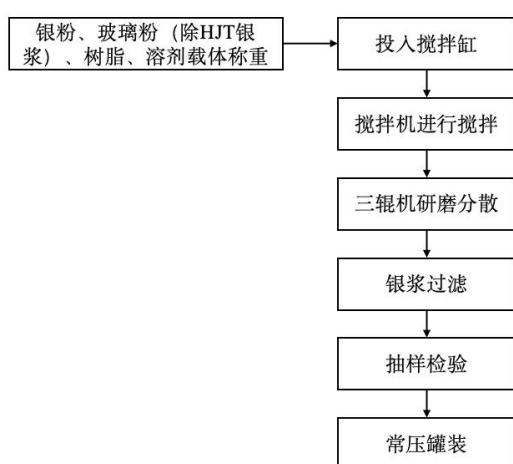 银粉、玻璃粉（除HJT银
浆）、树脂、溶剂载体称重
投入搅拌缸
搅拌机进行搅拌
三辊机研磨分散
银浆过滤
抽样检验
常压罐装